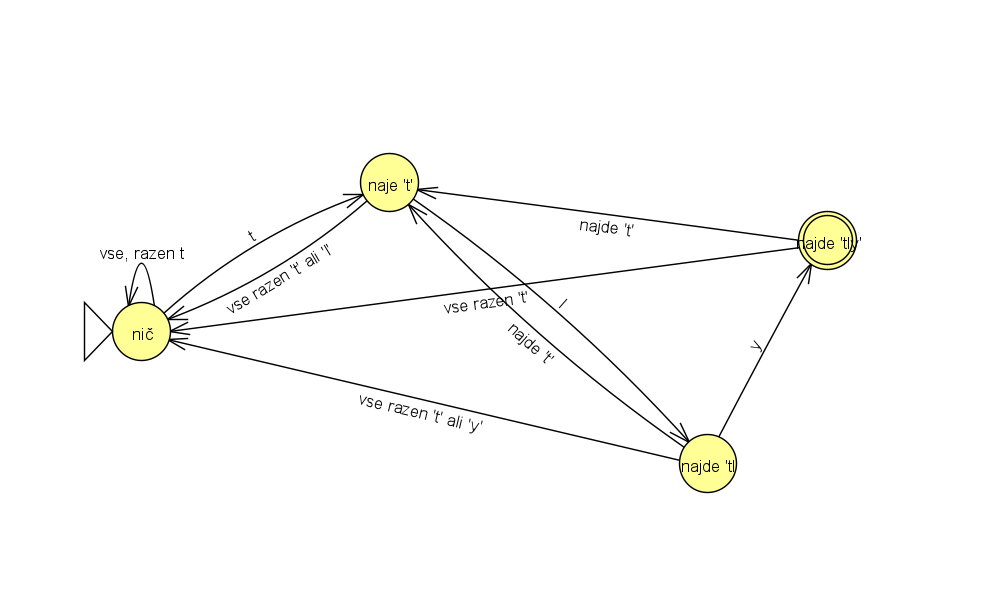 naje 't'
najde 't'
najde 'tly'
t
vse, razen t
vse razen 't' ali 'l'
vse razen 't'
l
nič
najde 't'
y
vse razen 't' ali 'y'
najde 'tl